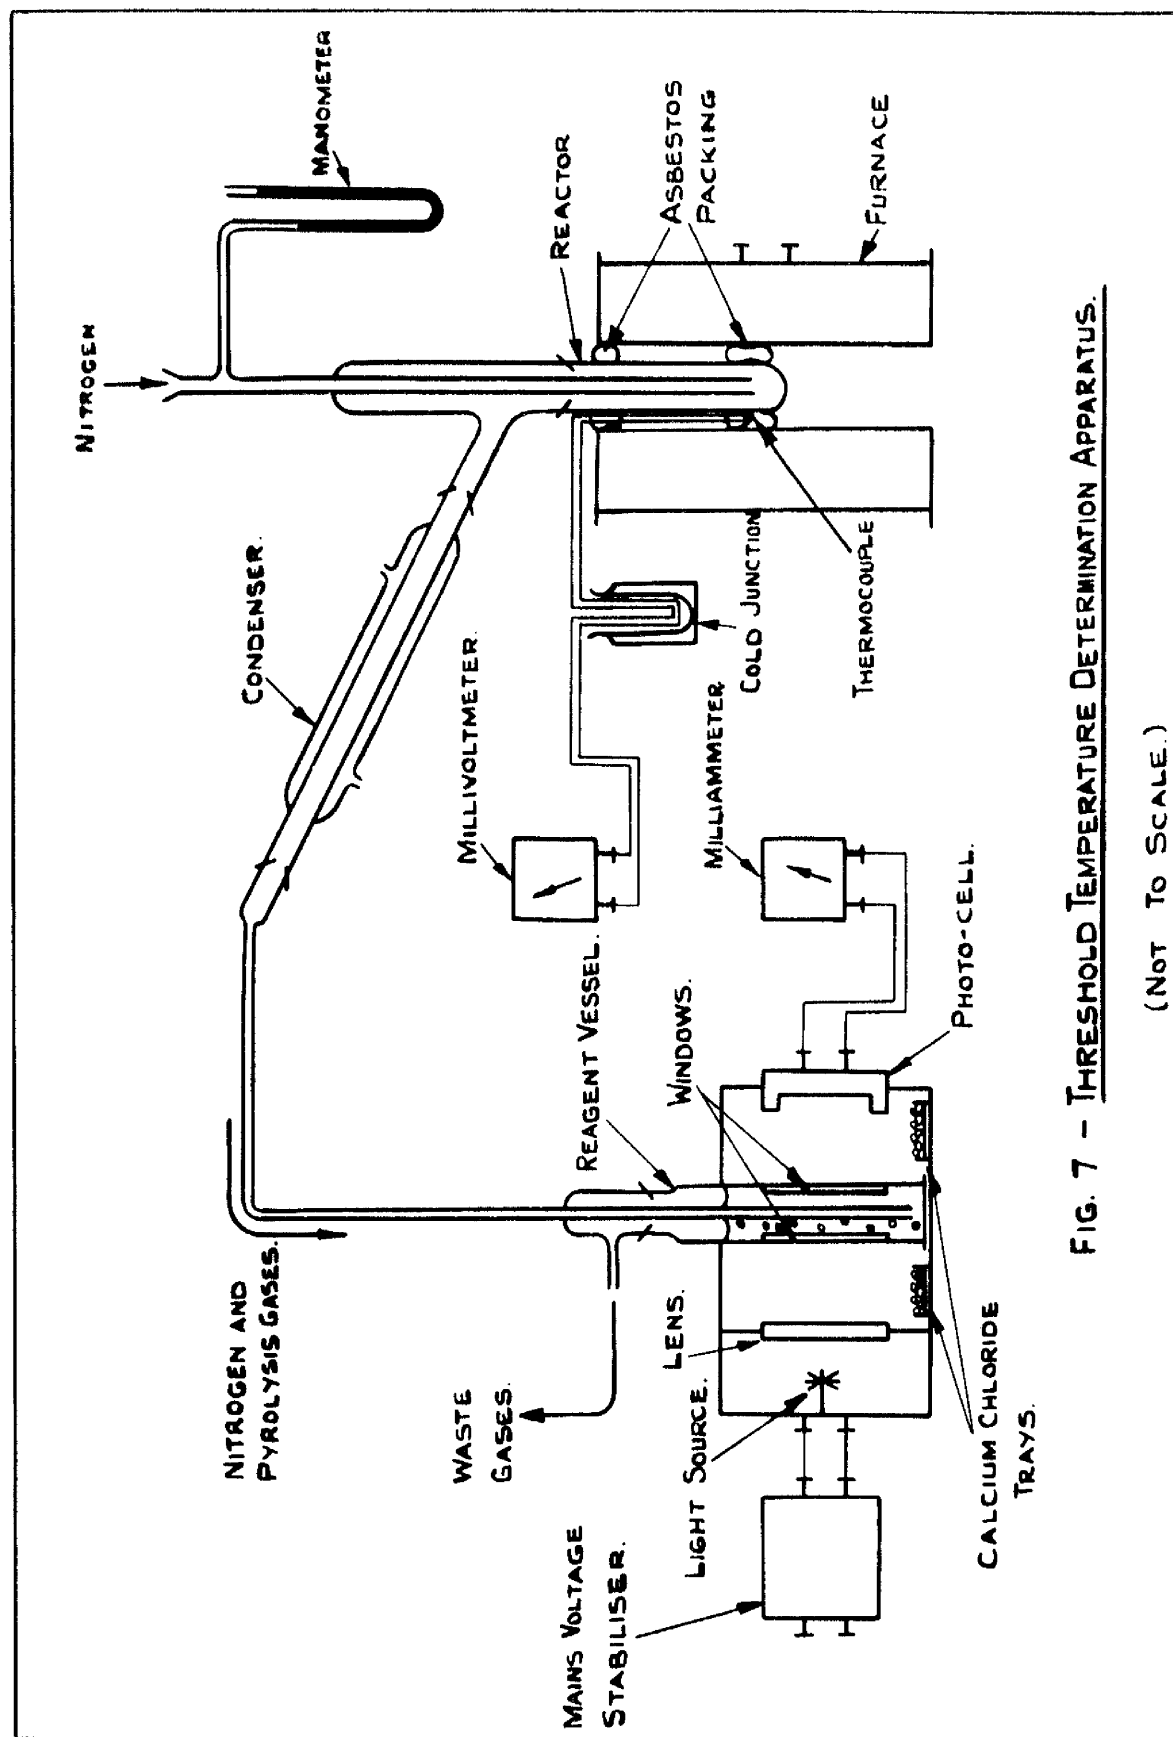 NITROGEN
MANOMETER
CONDENSER.
REACTOR
ASBESTOS
PACKING
FURNACE
NITROGEN AND
PYROLYSIS GASES.
MILLIVOLTMETER.
COLD JUNCTION
THERMOCOUPLE
WASTE
GASES.
REAGENT VESSEL.
WINDOWS.
MILLIAMMETER
PHOTO-CELL.
MAINS VOLTAGE
STABILISER.
LIGHT SOURCE.
LENS.
CALCIUM CHLORIDE
TRAYS.
FIG. 7 - THRESHOLD TEMPERATURE DETERMINATION APPARATUS.
(NOT TO SCALE.)